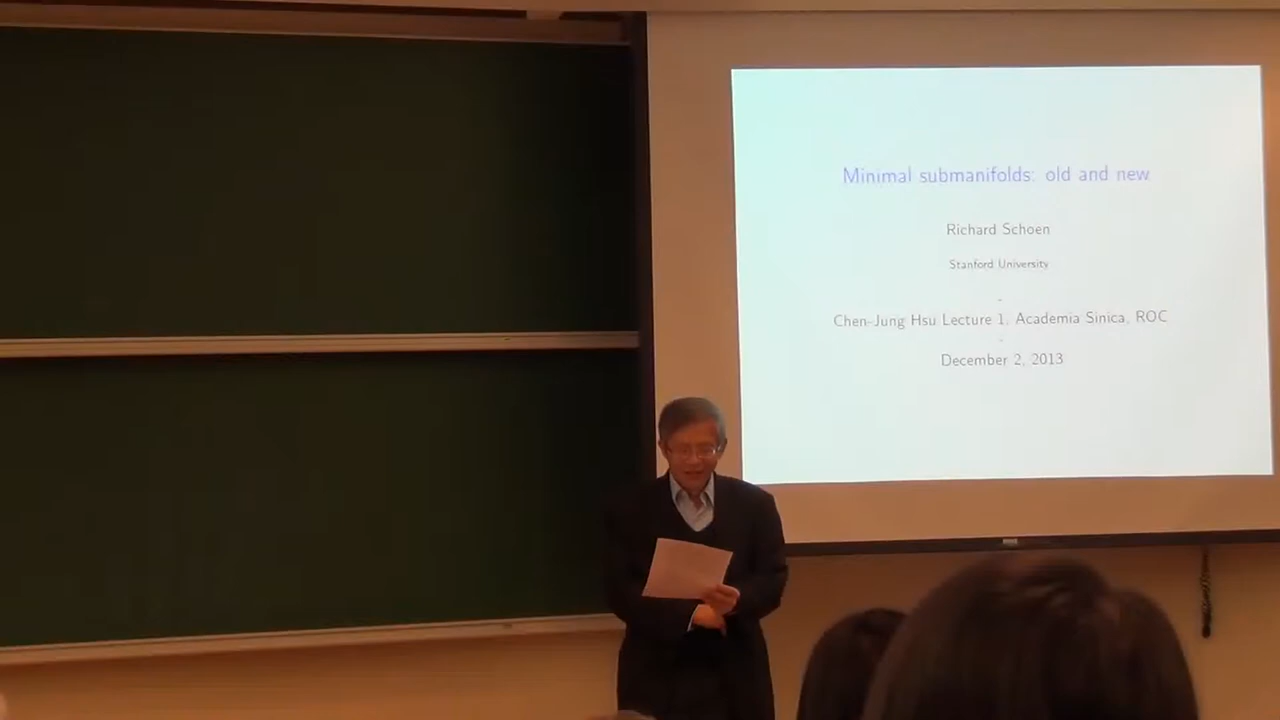 Minimal submanifolds: old and new
Richard Schoen
Stanford University
-
Chen-Jung Hsu Lecture 1, Academia Sinica, ROC
-
December 2, 2013